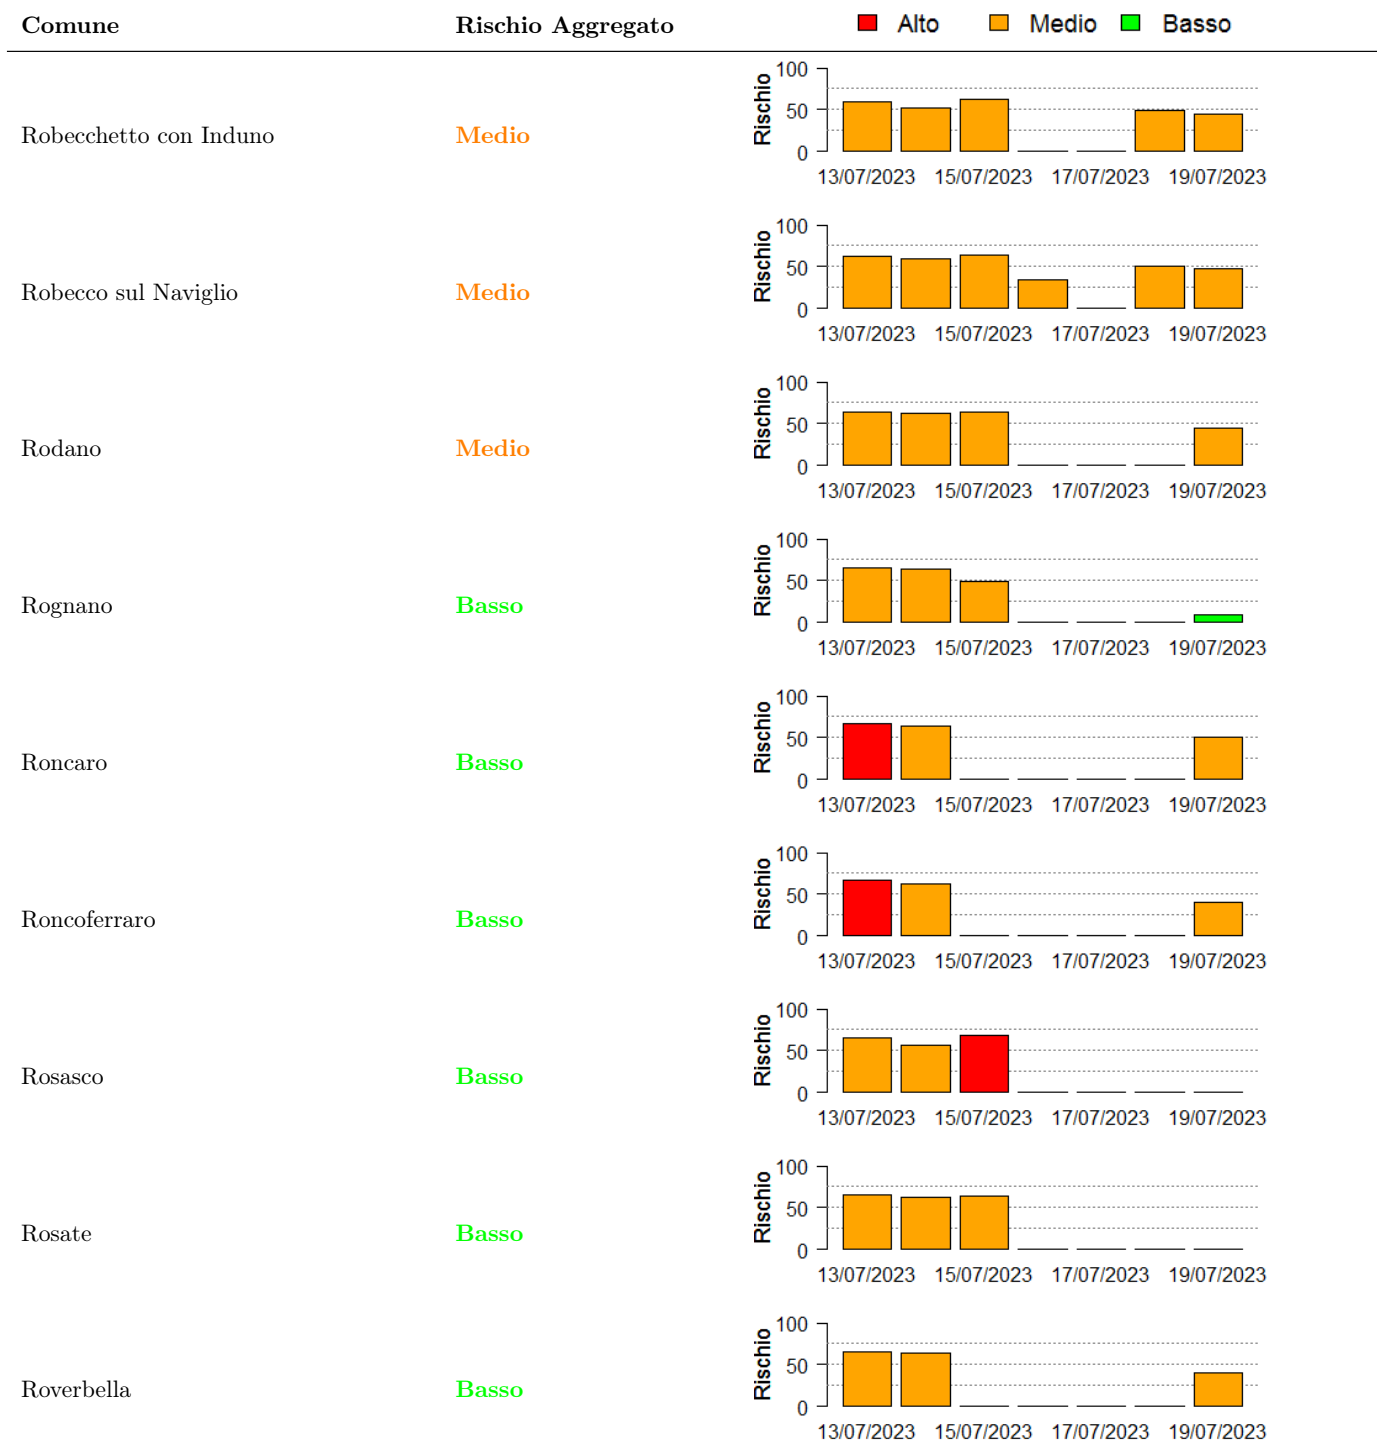 Comune Rischio Aggregato Alto Medio Basso
100
50
0
Rischio
Robecchetto con Induno Medio
13/07/2023 15/07/2023 17/07/2023 19/07/2023
100
50
0
Rischio
Robecco sul Naviglio Medio
13/07/2023 15/07/2023 17/07/2023 19/07/2023
100
50
0
Rischio
Rodano Medio
13/07/2023 15/07/2023 17/07/2023 19/07/2023
100
50
0
Rischio
Rognano Basso
13/07/2023 15/07/2023 17/07/2023 19/07/2023
100
50
0
Rischio
Roncaro Basso
13/07/2023 15/07/2023 17/07/2023 19/07/2023
100
50
0
Rischio
Roncoferraro Basso
13/07/2023 15/07/2023 17/07/2023 19/07/2023
100
50
0
Rischio
Rosasco Basso
13/07/2023 15/07/2023 17/07/2023 19/07/2023
100
50
0
Rischio
Rosate Basso
13/07/2023 15/07/2023 17/07/2023 19/07/2023
100
50
0
Rischio
Roverbella Basso
13/07/2023 15/07/2023 17/07/2023 19/07/2023